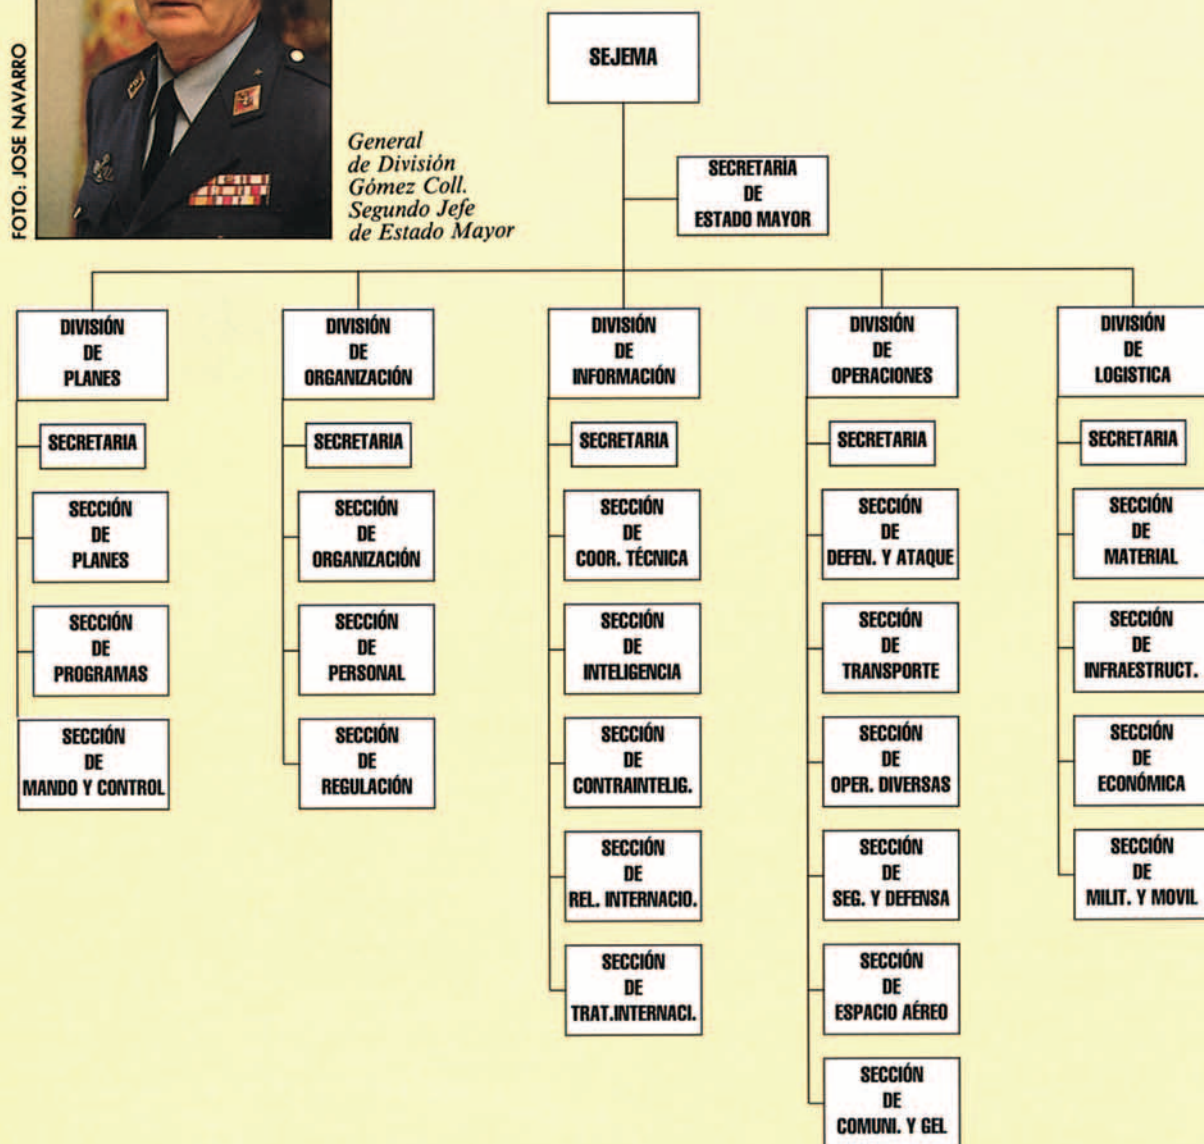 FOTO: JOSE NAVARRO
General
de División
Gómez Coll.
Segundo Jefe
de Estado Mayor
SEJEMA
SECRETARÍA
DE
ESTADO MAYOR
DIVISIÓN
DE
PLANES
SECRETARIA
SECCIÓN
DE
PLANES
SECCIÓN
DE
PROGRAMAS
SECCIÓN
DE
MANDO Y CONTROL
DIVISIÓN
DE
ORGANIZACIÓN
SECRETARIA
SECCIÓN
DE
ORGANIZACIÓN
SECCIÓN
DE
PERSONAL
SECCIÓN
DE
REGULACIÓN
DIVISIÓN
DE
INFORMACIÓN
SECRETARIA
SECCIÓN
DE
COOR. TÉCNICA
SECCIÓN
DE
INTELIGENCIA
SECCIÓN
DE
CONTRAINTELIG.
SECCIÓN
DE
REL. INTERNACIO.
SECCIÓN
DE
TRAT.INTERNACI.
DIVISIÓN
DE
OPERACIONES
SECRETARIA
SECCIÓN
DE
DEFEN. Y ATAQUE
SECCIÓN
DE
TRANSPORTE
SECCIÓN
DE
OPER. DIVERSAS
SECCIÓN
DE
SEG. Y DEFENSA
SECCIÓN
DE
ESPACIO AÉREO
SECCIÓN
DE
COMUNI. Y GEL
DIVISIÓN
DE
LOGISTICA
SECRETARIA
SECCIÓN
DE
MATERIAL
SECCIÓN
DE
INFRAESTRUCT.
SECCIÓN
DE
ECONÓMICA
SECCIÓN
DE
MILIT. Y MOVIL